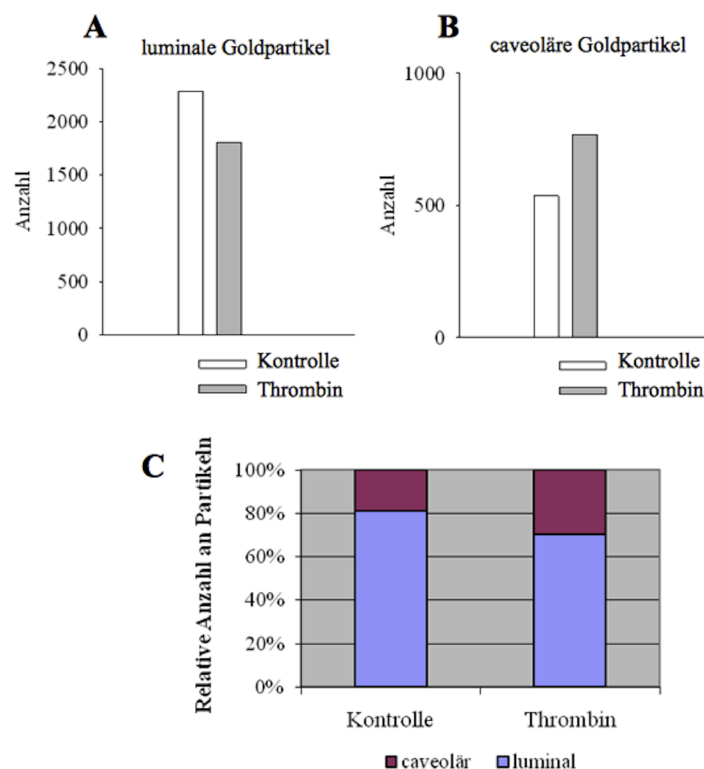 A
luminale Goldpartikel
Anzahl
2500
2000
1500
1000
500
0
Kontrolle
Thrombin
B
caveoläre Goldpartikel
Anzahl
1000
500
0
Kontrolle
Thrombin
C
Relative Anzahl an Partikeln
100%
80%
60%
40%
20%
0%
Kontrolle Thrombin
caveolär luminal